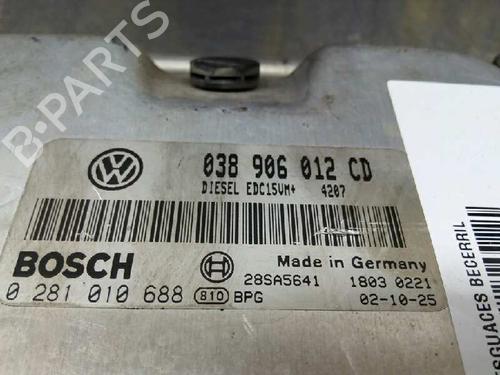 B-PARTS
038 906 012 CD
DIESEL EDC15VM+ 4207
BOSCH
Made in Germany
28SA5641 1803 0221
0 281 010 688 810 BPG 02-10-25
DESGUACES BECERRIL